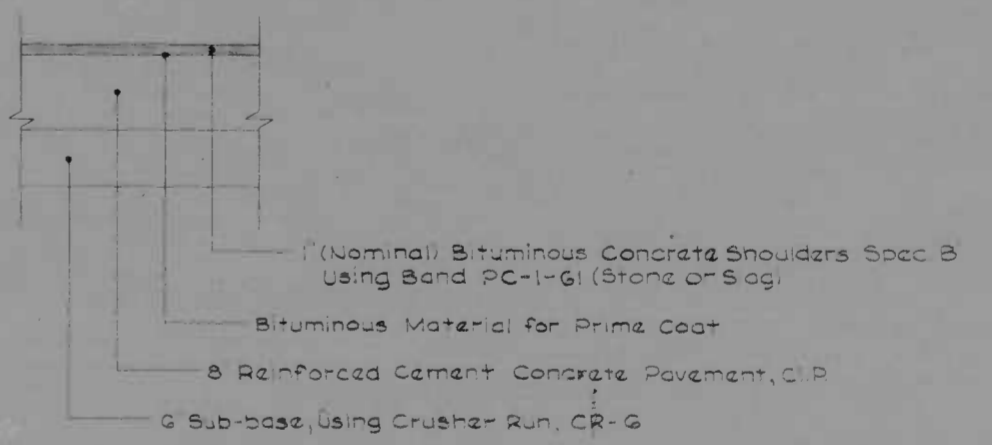 1" (Nominal) Bituminous Concrete Shoulders Spec B
Using Band PC-1-61 (Stone or Slag)
Bituminous Material for Prime Coat
8 Reinforced Cement Concrete Pavement,
6 Sub-base, Using Crusher Run, CR-6